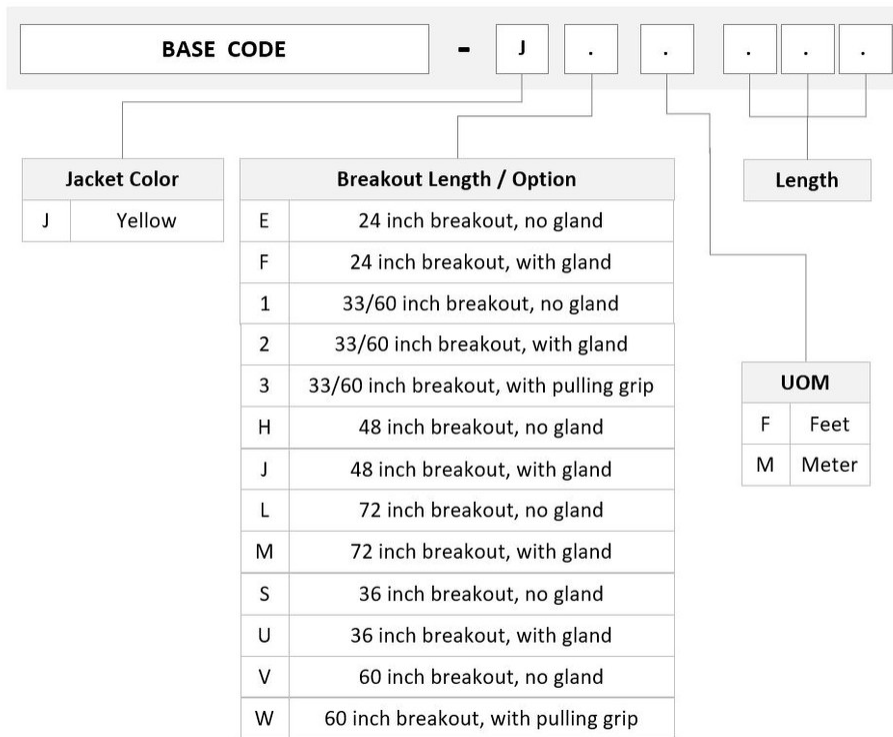 BASE CODE - J . . . . .
Jacket Color
J Yellow
Breakout Length / Option
E 24 inch breakout, no gland
F 24 inch breakout, with gland
1 33/60 inch breakout, no gland
2 33/60 inch breakout, with gland
3 33/60 inch breakout, with pulling grip
H 48 inch breakout, no gland
J 48 inch breakout, with gland
L 72 inch breakout, no gland
M 72 inch breakout, with gland
S 36 inch breakout, no gland
U 36 inch breakout, with gland
V 60 inch breakout, no gland
W 60 inch breakout, with pulling grip
Length
UOM
F Feet
M Meter